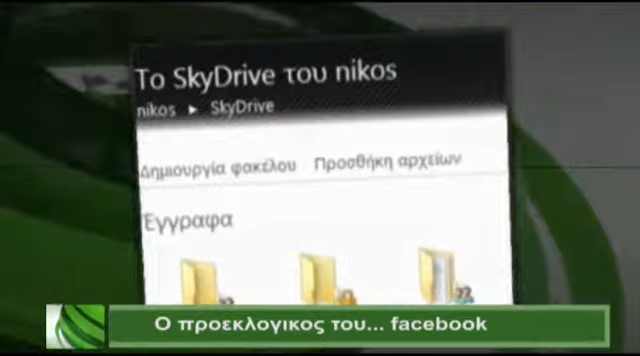 Το SkyDrive του nikos
nikos ► SkyDrive
Δημιουργία φακέλου Προσθήκη αρχείων
Έγγραφα
Ο προεκλογικος του... facebook